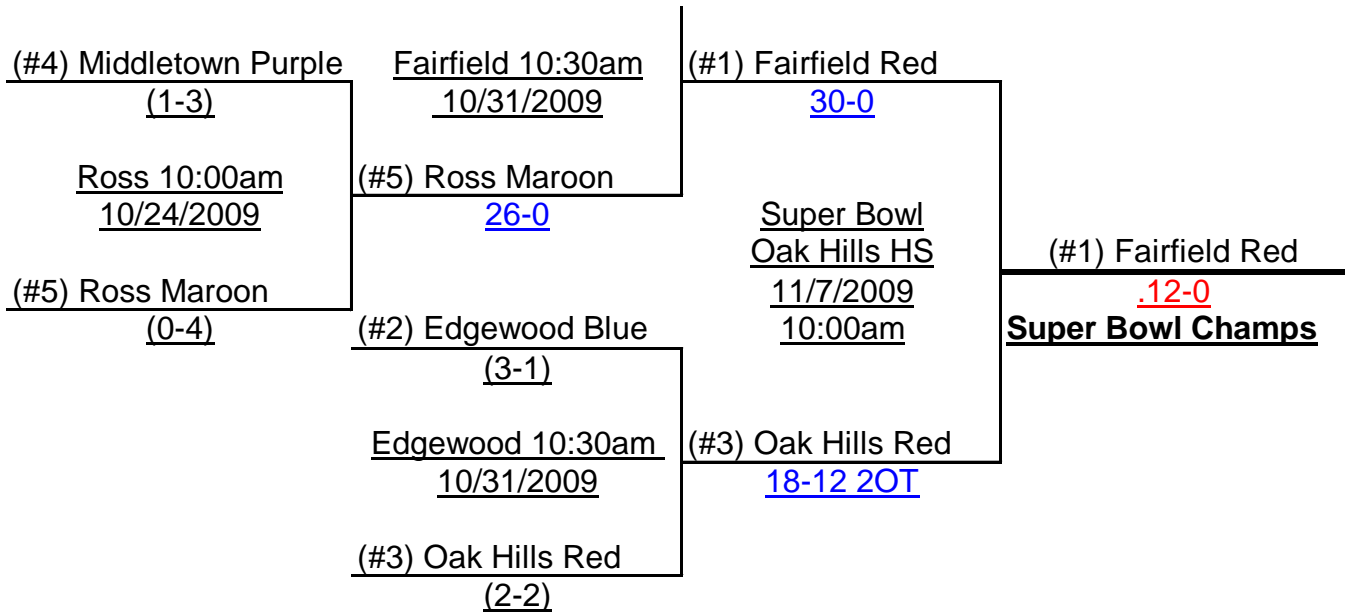 (#4) Middletown Purple
(1-3)
Ross 10:00am
10/24/2009
(#5) Ross Maroon
(0-4)
Fairfield 10:30am
10/31/2009
(#5) Ross Maroon
26-0
(#2) Edgewood Blue
(3-1)
Edgewood 10:30am
10/31/2009
(#3) Oak Hills Red
(2-2)
(#1) Fairfield Red
30-0
Super Bowl
Oak Hills HS
11/7/2009
10:00am
(#3) Oak Hills Red
18-12 2OT
(#1) Fairfield Red
.12-0
Super Bowl Champs